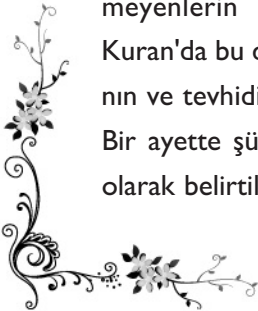 meyenlerin
Kuran'da bu
nın ve tevhidi
Bir ayette şü
olarak belirtil